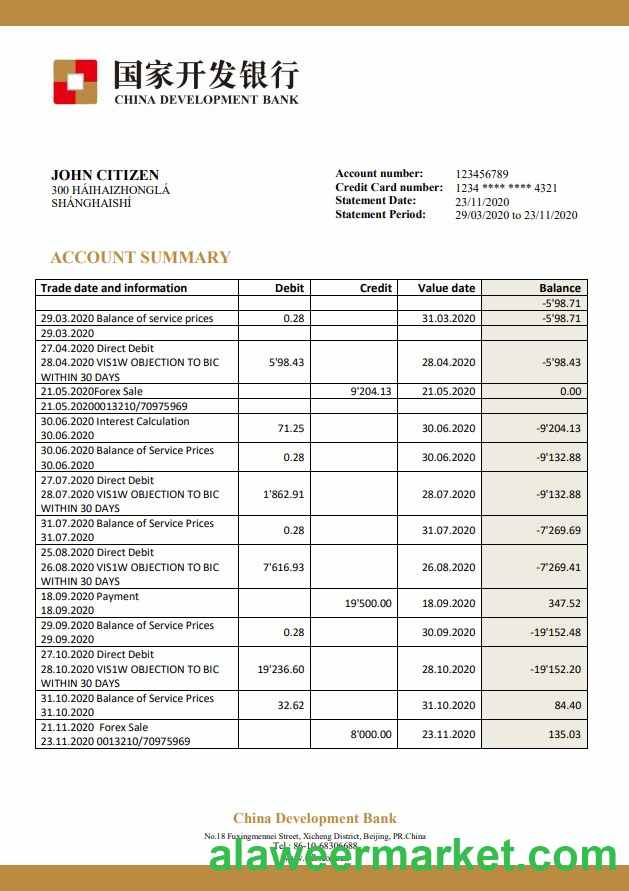 国家开发银行
CHINA DEVELOPMENT BANK
JOHN CITIZEN
300 HÁIHAIZHONGLÁ
SHÁNGHAISHÍ
Account number: 123456789
Credit Card number: 1234 **** **** 4321
Statement Date: 23/11/2020
Statement Period: 29/03/2020 to 23/11/2020
ACCOUNT SUMMARY
Trade date and information Debit Credit Value date Balance
-5'98.71
29.03.2020 Balance of service prices 0.28 31.03.2020 -5'98.71
29.03.2020
27.04.2020 Direct Debit
28.04.2020 VIS1W OBJECTION TO BIC 5'98.43 28.04.2020 -5'98.43
WITHIN 30 DAYS
21.05.2020Forex Sale 9'204.13 21.05.2020 0.00
21.05.20200013210/70975969
30.06.2020 Interest Calculation 71.25 30.06.2020 -9'204.13
30.06.2020
30.06.2020 Balance of Service Prices 0.28 30.06.2020 -9'132.88
30.06.2020
27.07.2020 Direct Debit
28.07.2020 VIS1W OBJECTION TO BIC 1'862.91 28.07.2020 -9'132.88
WITHIN 30 DAYS
31.07.2020 Balance of Service Prices 0.28 31.07.2020 -7'269.69
31.07.2020
25.08.2020 Direct Debit
26.08.2020 VIS1W OBJECTION TO BIC 7'616.93 26.08.2020 -7'269.41
WITHIN 30 DAYS
18.09.2020 Payment 19'500.00 18.09.2020 347.52
18.09.2020
29.09.2020 Balance of Service Prices 0.28 30.09.2020 -19'152.48
29.09.2020
27.10.2020 Direct Debit
28.10.2020 VIS1W OBJECTION TO BIC 19'236.60 28.10.2020 -19'152.20
WITHIN 30 DAYS
31.10.2020 Balance of Service Prices 32.62 31.10.2020 84.40
31.10.2020
21.11.2020 Forex Sale 8'000.00 23.11.2020 135.03
23.11.2020 0013210/70975969
China Development Bank
No.18 Fuxingmennei Street, Xicheng District, Beijing, PR.China
Tel.: 86-10-68306688
alaweermarket.com